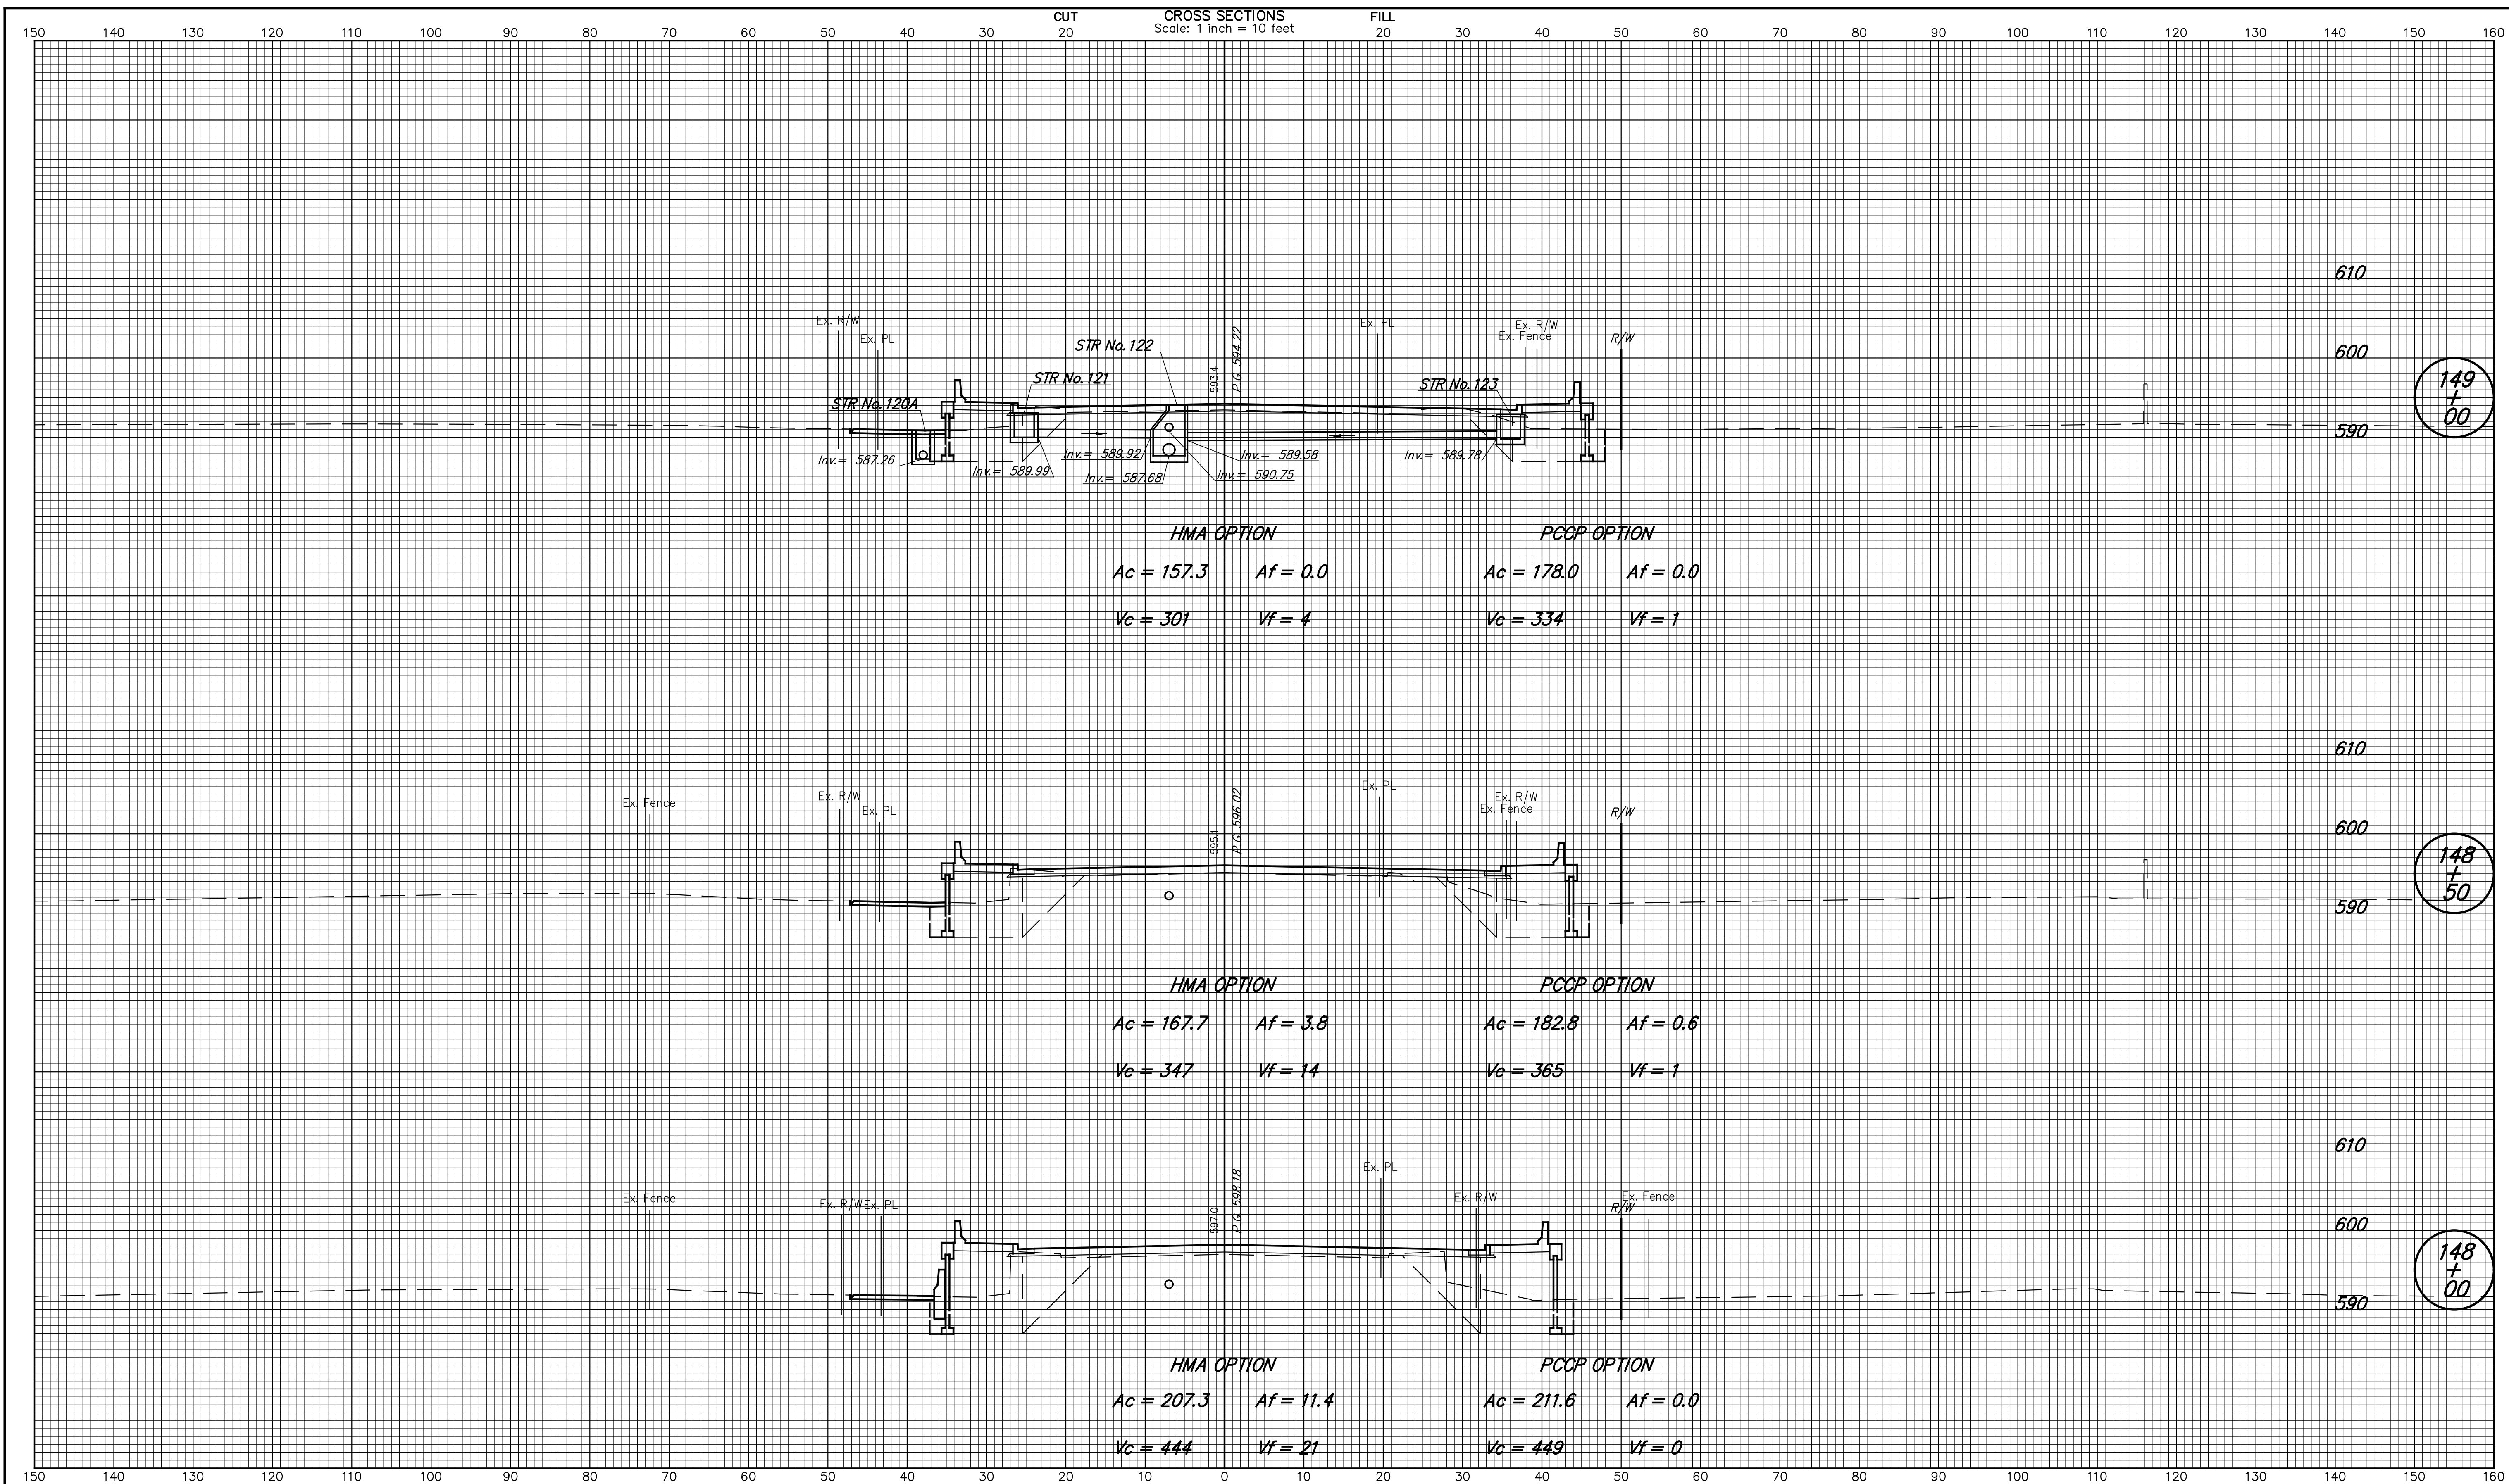 CUT CROSS SECTIONS FILL
Scale: 1 inch = 10 feet
150 140 130 120 110 100 90 80 70 60 50 40 30 20 20 30 40 50 60 70 80 90 100 110 120 130 140 150 160
610
600
590
149
+
00
Ex. R/W
Ex. PL
STR No. 120A
STR No. 121
STR No. 122
593.4
P.G. 594.22
Ex. PL
STR No. 123
Ex. R/W
Ex. Fence
R/W
Inv.= 587.26
Inv.= 589.99
Inv.= 589.92
Inv.= 587.68
Inv.= 589.58
Inv.= 590.75
Inv.= 589.78
HMA OPTION PCCP OPTION
Ac = 157.3 Af = 0.0 Ac = 178.0 Af = 0.0
Vc = 301 Vf = 4 Vc = 334 Vf = 1
610
600
590
148
+
50
Ex. Fence
Ex. R/W
Ex. PL
595.1
P.G. 596.02
Ex. PL
Ex. R/W
Ex. Fence
R/W
HMA OPTION PCCP OPTION
Ac = 167.7 Af = 3.8 Ac = 182.8 Af = 0.6
Vc = 347 Vf = 14 Vc = 365 Vf = 1
610
600
590
148
+
00
Ex. Fence
Ex. R/W
Ex. PL
597.0
P.G. 598.18
Ex. PL
Ex. R/W
Ex. Fence
R/W
HMA OPTION PCCP OPTION
Ac = 207.3 Af = 11.4 Ac = 211.6 Af = 0.0
Vc = 444 Vf = 21 Vc = 449 Vf = 0
150 140 130 120 110 100 90 80 70 60 50 40 30 20 10 0 10 20 30 40 50 60 70 80 90 100 110 120 130 140 150 160